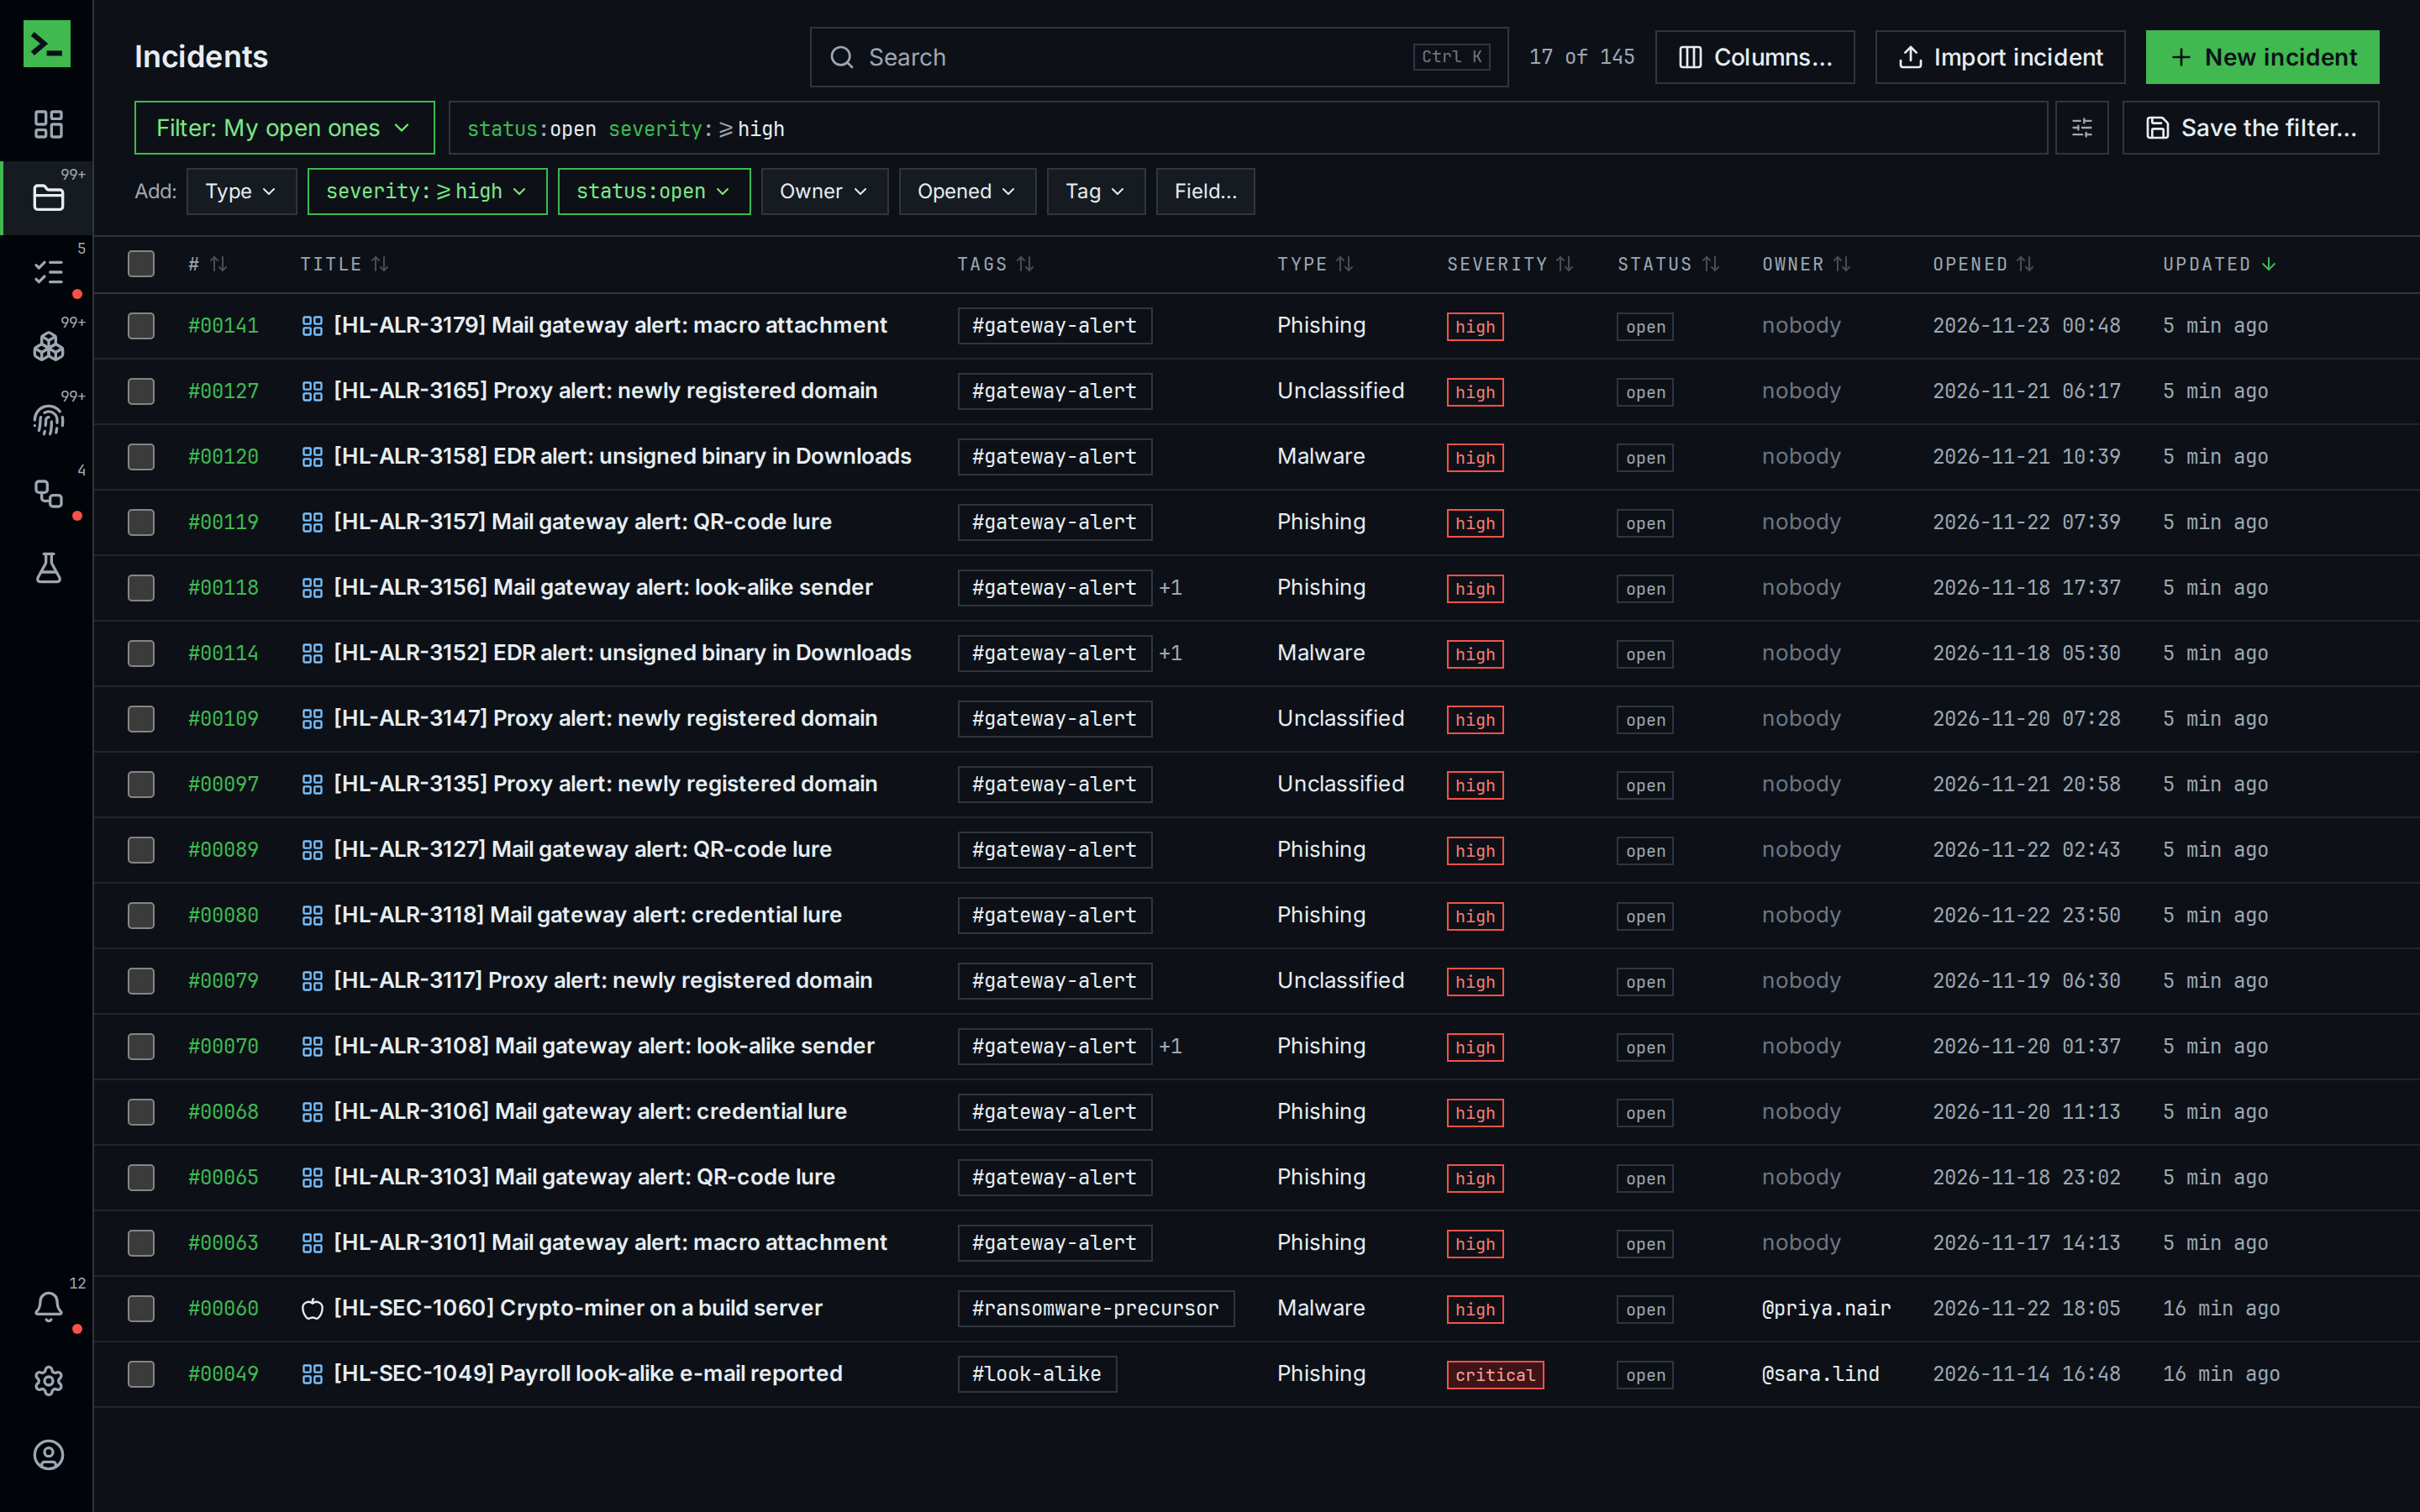 Incidents
Search Ctrl K
17 of 145
Columns...
Import incident
New incident
Filter: My open ones
status:open severity:≥high
Save the filter...
Add: Type severity:≥high status:open Owner Opened Tag Field...
99+
5
99+
99+
4
12
# TITLE TAGS TYPE SEVERITY STATUS OWNER OPENED UPDATED
#00141 [HL-ALR-3179] Mail gateway alert: macro attachment #gateway-alert Phishing high open nobody 2026-11-23 00:48 5 min ago
#00127 [HL-ALR-3165] Proxy alert: newly registered domain #gateway-alert Unclassified high open nobody 2026-11-21 06:17 5 min ago
#00120 [HL-ALR-3158] EDR alert: unsigned binary in Downloads #gateway-alert Malware high open nobody 2026-11-21 10:39 5 min ago
#00119 [HL-ALR-3157] Mail gateway alert: QR-code lure #gateway-alert Phishing high open nobody 2026-11-22 07:39 5 min ago
#00118 [HL-ALR-3156] Mail gateway alert: look-alike sender #gateway-alert +1 Phishing high open nobody 2026-11-18 17:37 5 min ago
#00114 [HL-ALR-3152] EDR alert: unsigned binary in Downloads #gateway-alert +1 Malware high open nobody 2026-11-18 05:30 5 min ago
#00109 [HL-ALR-3147] Proxy alert: newly registered domain #gateway-alert Unclassified high open nobody 2026-11-20 07:28 5 min ago
#00097 [HL-ALR-3135] Proxy alert: newly registered domain #gateway-alert Unclassified high open nobody 2026-11-21 20:58 5 min ago
#00089 [HL-ALR-3127] Mail gateway alert: QR-code lure #gateway-alert Phishing high open nobody 2026-11-22 02:43 5 min ago
#00080 [HL-ALR-3118] Mail gateway alert: credential lure #gateway-alert Phishing high open nobody 2026-11-22 23:50 5 min ago
#00079 [HL-ALR-3117] Proxy alert: newly registered domain #gateway-alert Unclassified high open nobody 2026-11-19 06:30 5 min ago
#00070 [HL-ALR-3108] Mail gateway alert: look-alike sender #gateway-alert +1 Phishing high open nobody 2026-11-20 01:37 5 min ago
#00068 [HL-ALR-3106] Mail gateway alert: credential lure #gateway-alert Phishing high open nobody 2026-11-20 11:13 5 min ago
#00065 [HL-ALR-3103] Mail gateway alert: QR-code lure #gateway-alert Phishing high open nobody 2026-11-18 23:02 5 min ago
#00063 [HL-ALR-3101] Mail gateway alert: macro attachment #gateway-alert Phishing high open nobody 2026-11-17 14:13 5 min ago
#00060 [HL-SEC-1060] Crypto-miner on a build server #ransomware-precursor Malware high open @priya.nair 2026-11-22 18:05 16 min ago
#00049 [HL-SEC-1049] Payroll look-alike e-mail reported #look-alike Phishing critical open @sara.lind 2026-11-14 16:48 16 min ago